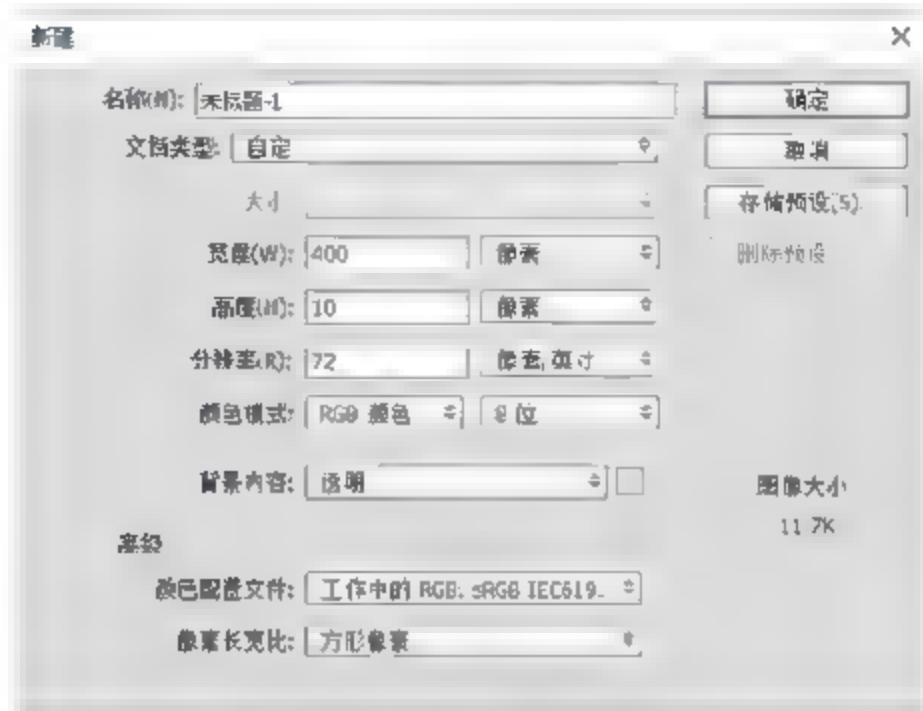 新建
名称(N): 未标题-1 确定
文档类型: 自定 取消
大小 存储预设(S)
宽度(W): 400 像素 删除预设
高度(H): 10 像素
分辨率(R): 72 像素/英寸
颜色模式: RGB 颜色 8 位
背景内容: 透明 图像大小
11.7K
高级
颜色配置文件: 工作中的 RGB: sRGB IEC619...
像素长宽比: 方形像素